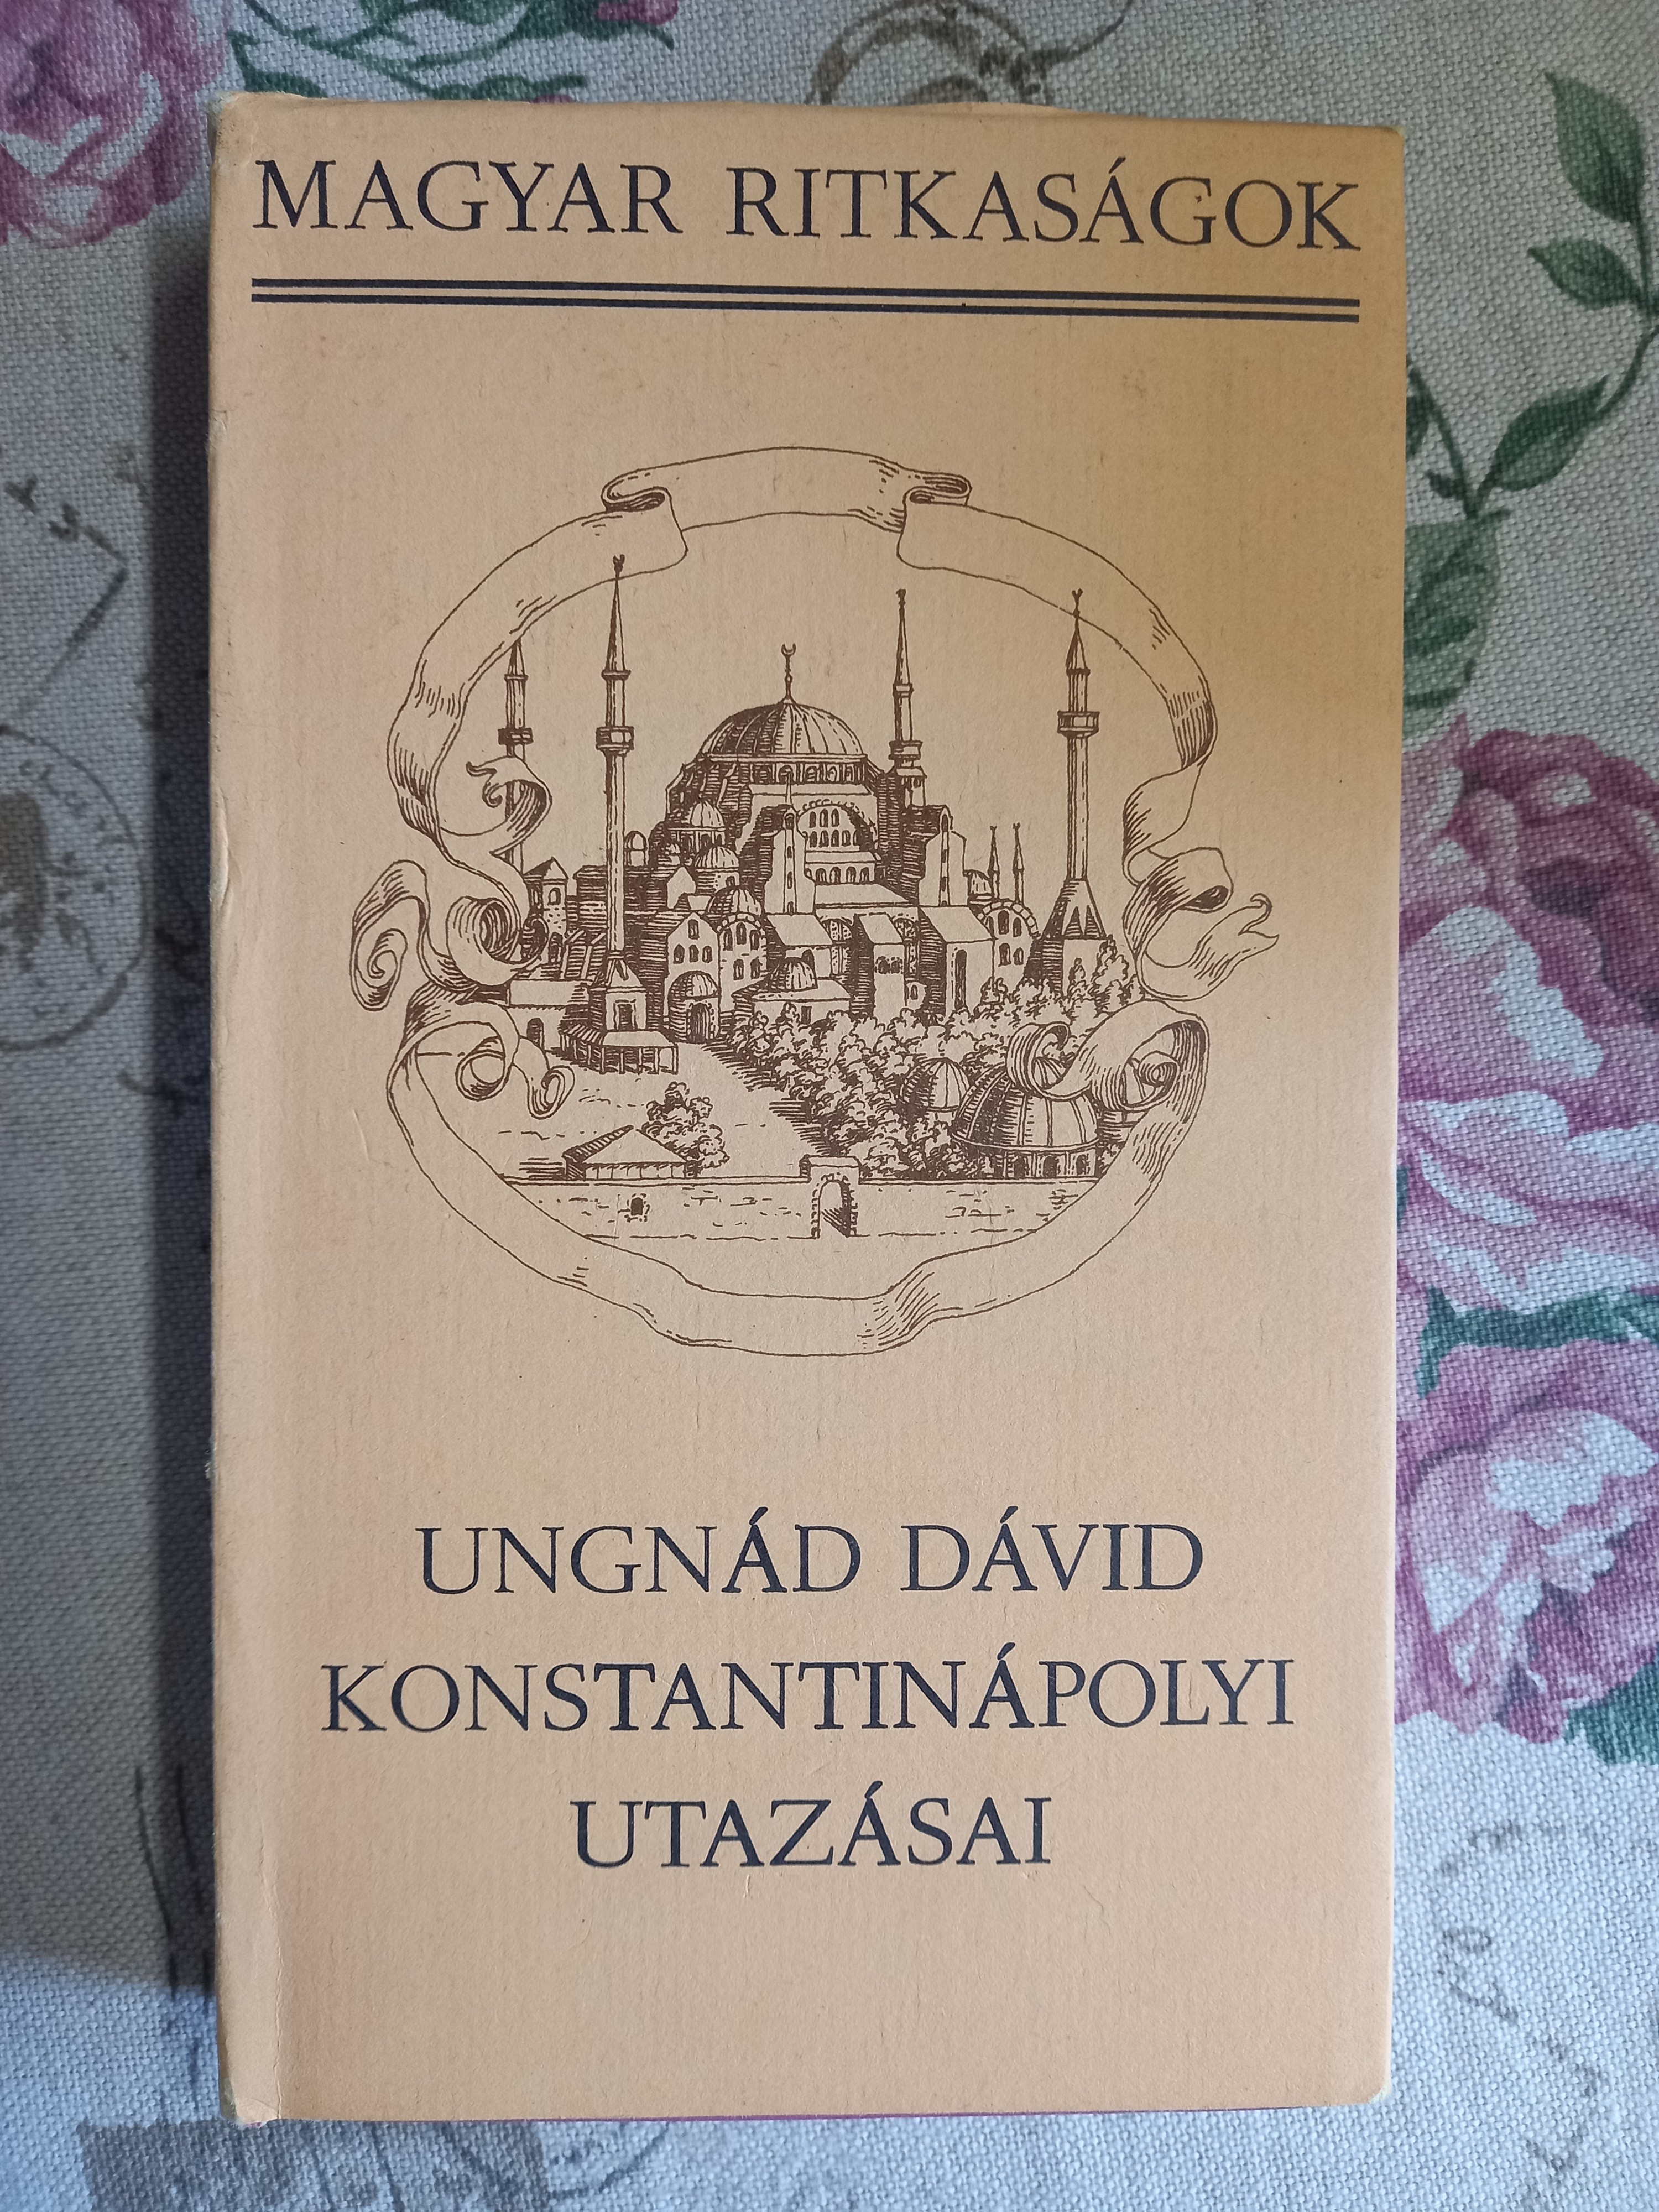 MAGYAR RITKASÁGOK
UNGNÁD DÁVID
KONSTANTINÁPOLYI
UTAZÁSAI